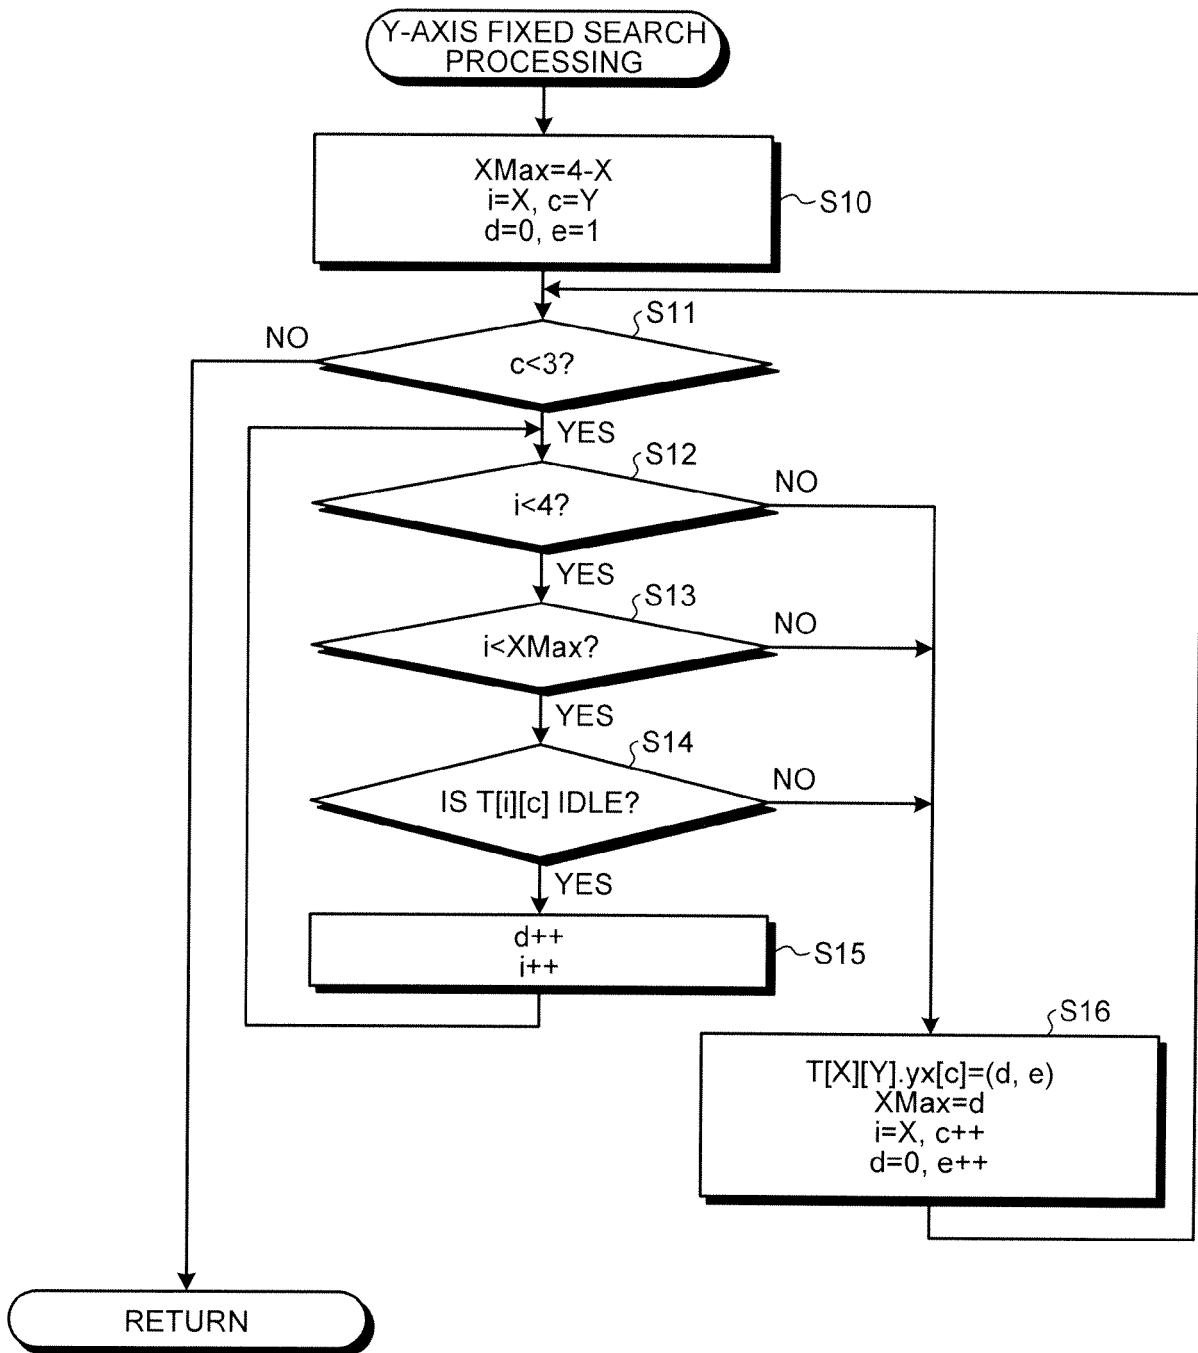 Y-AXIS FIXED SEARCH
PROCESSING
XMax=4-X
i=X, c=Y
d=0, e=1
S10
S11
NO
c<3?
YES
S12
NO
i<4?
YES
S13
NO
i<XMax?
YES
S14
NO
IS T[i][c] IDLE?
YES
d++
i++
S15
S16
T[X][Y].yx[c]=(d, e)
XMax=d
i=X, c++
d=0, e++
RETURN